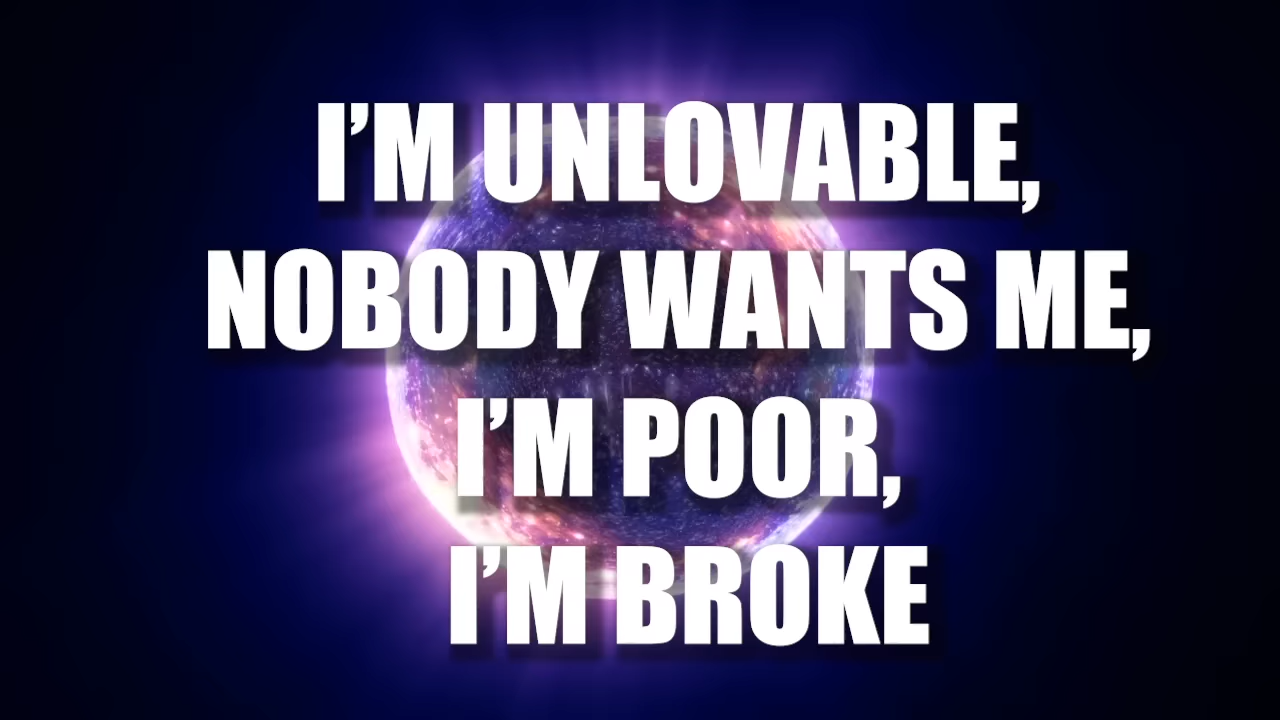 I’M UNLOVABLE,
NOBODY WANTS ME,
I’M POOR,
I’M BROKE